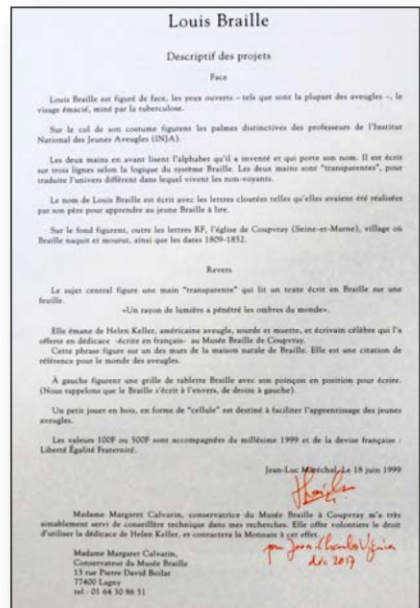 Louis Braille
Descriptif des projets
Face
Louis Braille est figuré de face, les yeux ouverts – tels que sont la plupart des aveugles –, le
visage émacié, miné par la tuberculose.
Sur le col de son costume figurent les palmes distinctives des professeurs de l'Institut
National des Jeunes Aveugles (INJA).
Les deux mains en avant lisent l'alphabet qu'il a inventé et qui porte son nom. Il est écrit
sur trois lignes selon la logique du système Braille. Les deux mains sont "transparentes", pour
traduire l'univers différent dans lequel vivent les non-voyants.
Le nom de Louis Braille est écrit avec les lettres cloutées telles qu'elles avaient été réalisées
par son père pour apprendre au jeune Braille à lire.
Sur le fond figurent, outre les lettres RF, l'église de Coupvray (Seine-et-Marne), village où
Braille naquit et mourut, ainsi que les dates 1809-1852.
Revers
Le sujet central figure une main "transparente" qui lit un texte écrit en Braille sur une
feuille.
«Un rayon de lumière a pénétré les ombres du monde».
Elle émane de Helen Keller, américaine aveugle, sourde et muette, et écrivain célèbre qui l'a
offerte en dédicace -écrite en français- au Musée Braille de Coupvray.
Cette phrase figure sur un des murs de la maison natale de Braille. Elle est une citation de
référence pour le monde des aveugles.
À gauche figurent une grille de tablette Braille avec son poinçon en position pour écrire.
(Nous rappelons que le Braille s'écrit à l'envers, de droite à gauche).
Un petit jouet en bois, en forme de "cellule" est destiné à faciliter l'apprentissage des jeunes
aveugles.
Les valeurs 100F ou 500F sont accompagnées du millésime 1999 et de la devise française :
Liberté Égalité Fraternité.
Jean-Luc Maréchal, Le 18 juin 1999
Madame Margaret Calvarin, conservatrice du Musée Braille à Coupvray m'a très
aimablement servi de conseillère technique dans mes recherches. Elle offre volontiers le droit
d'utiliser la dédicace de Helen Keller, et contactera la Monnaie à cet effet.
Madame Margaret Calvarin,
Conservateur du Musée Braille
13 rue Pierre David Boilat
77400 Lagny
tel : 01 64 30 86 51
déc 2017